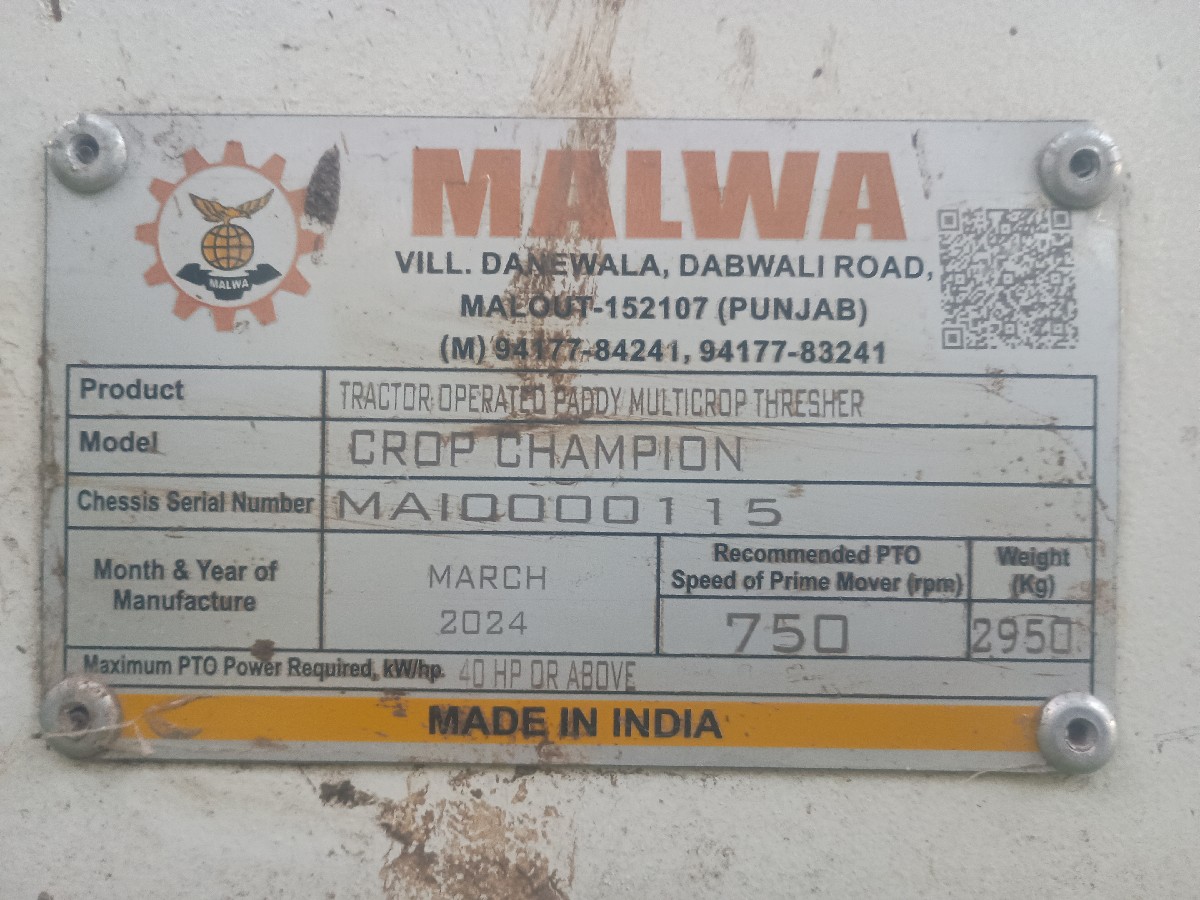 MALWA
MALWA
VILL. DANEWALA, DABWALI ROAD,
MALOUT-152107 (PUNJAB)
(M) 94177-84241, 94177-83241
Product TRACTOR OPERATED PADDY MULTICROP THRESHER
Model CROP CHAMPION
Chessis Serial Number MAIQ000115
Month & Year of Manufacture MARCH 2024
Recommended PTO Speed of Prime Mover (rpm) 750
Weight (Kg) 2950
Maximum PTO Power Required, kW/hp. 40 HP OR ABOVE
MADE IN INDIA